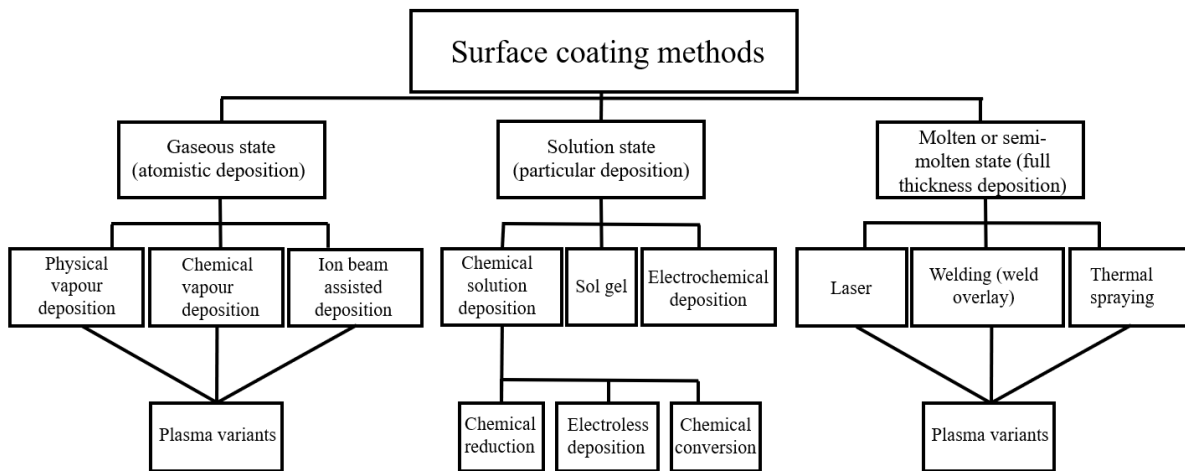 Surface coating methods
Gaseous state
(atomistic deposition)
Solution state
(particular deposition)
Molten or semi-
molten state (full
thickness deposition)
Physical
vapour
deposition
Chemical
vapour
deposition
Ion beam
assisted
deposition
Chemical
solution
deposition
Sol gel
Electrochemical
deposition
Laser
Welding (weld
overlay)
Thermal
spraying
Plasma variants
Chemical
reduction
Electroless
deposition
Chemical
conversion
Plasma variants